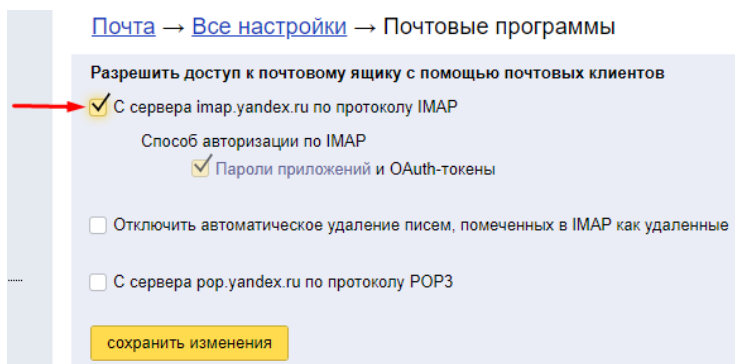 Почта → Все настройки → Почтовые программы
Разрешить доступ к почтовому ящику с помощью почтовых клиентов
С сервера imap.yandex.ru по протоколу IMAP
Способ авторизации по IMAP
Пароли приложений и OAuth-токены
Отключить автоматическое удаление писем, помеченных в IMAP как удаленные
С сервера pop.yandex.ru по протоколу POP3
сохранить изменения